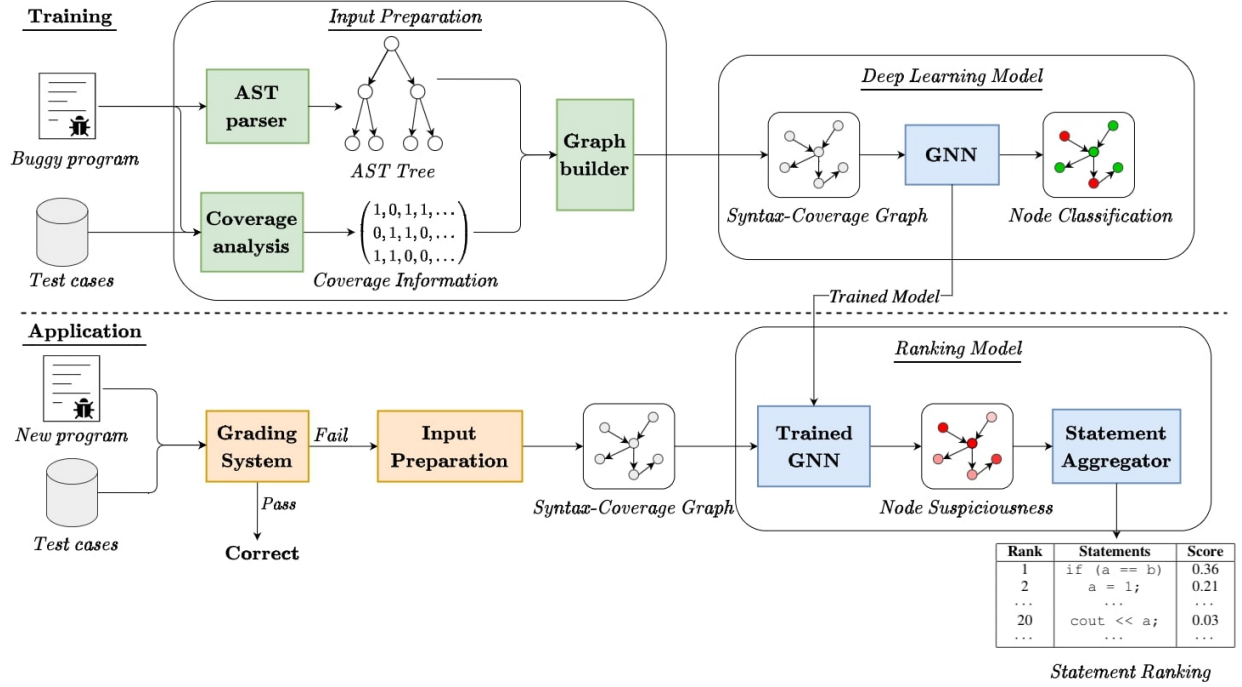 Training
Input Preparation
Deep Learning Model
AST
parser
Buggy program
AST Tree
Graph
builder
GNN
Syntax-Coverage Graph
Node Classification
Coverage
analysis
1, 0, 1, 1, ...
0, 1, 1, 0, ...
1, 1, 0, 0, ...
Test cases
Coverage Information
Trained Model
Application
Ranking Model
New program
Grading
System
Fail
Input
Preparation
Trained
GNN
Statement
Aggregator
Syntax-Coverage Graph
Node Suspiciousness
Pass
Test cases
Correct
Rank Statements Score
1 if (a == b) 0.36
2 a = 1; 0.21
... ... ...
20 cout << a; 0.03
... ... ...
Statement Ranking